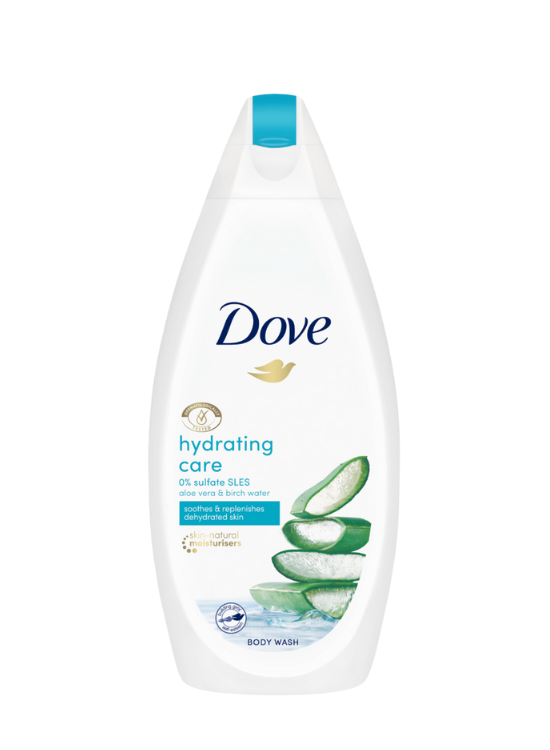 Dove
TESTED
hydrating
care
0% sulfate SLES
aloe vera & birch water
soothes & replenishes
dehydrated skin
skin-natural
moisturisers
BODY WASH